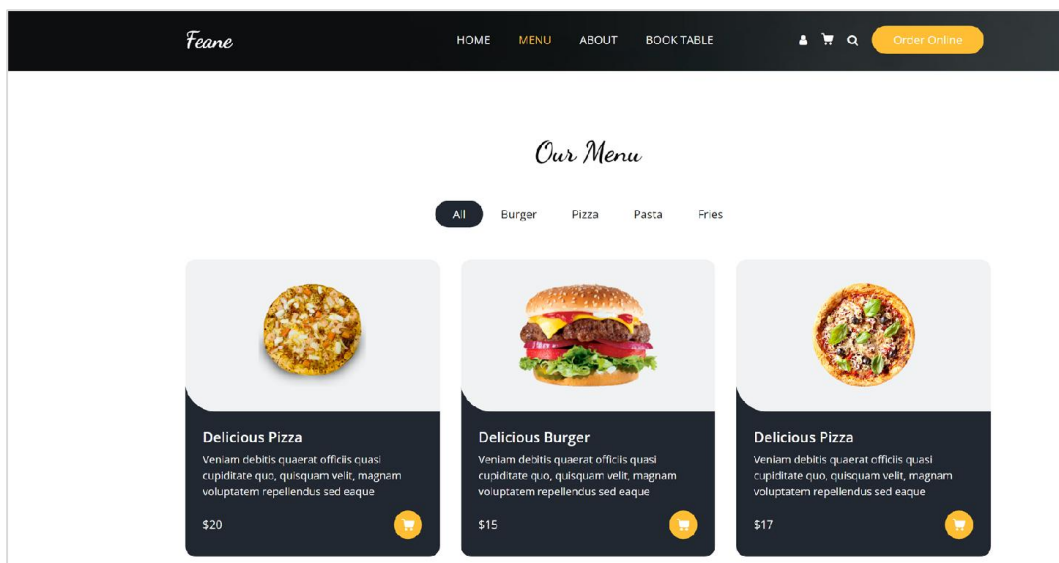 Feane
HOME MENU ABOUT BOOK TABLE Order Online
Our Menu
All Burger Pizza Pasta Fries
Delicious Pizza
Veniam debitis quaerat officiis quasi
cupiditate quo, quisquam velit, magnam
voluptatem repellendus sed eaque
$20
Delicious Burger
Veniam debitis quaerat officiis quasi
cupiditate quo, quisquam velit, magnam
voluptatem repellendus sed eaque
$15
Delicious Pizza
Veniam debitis quaerat officiis quasi
cupiditate quo, quisquam velit, magnam
voluptatem repellendus sed eaque
$17